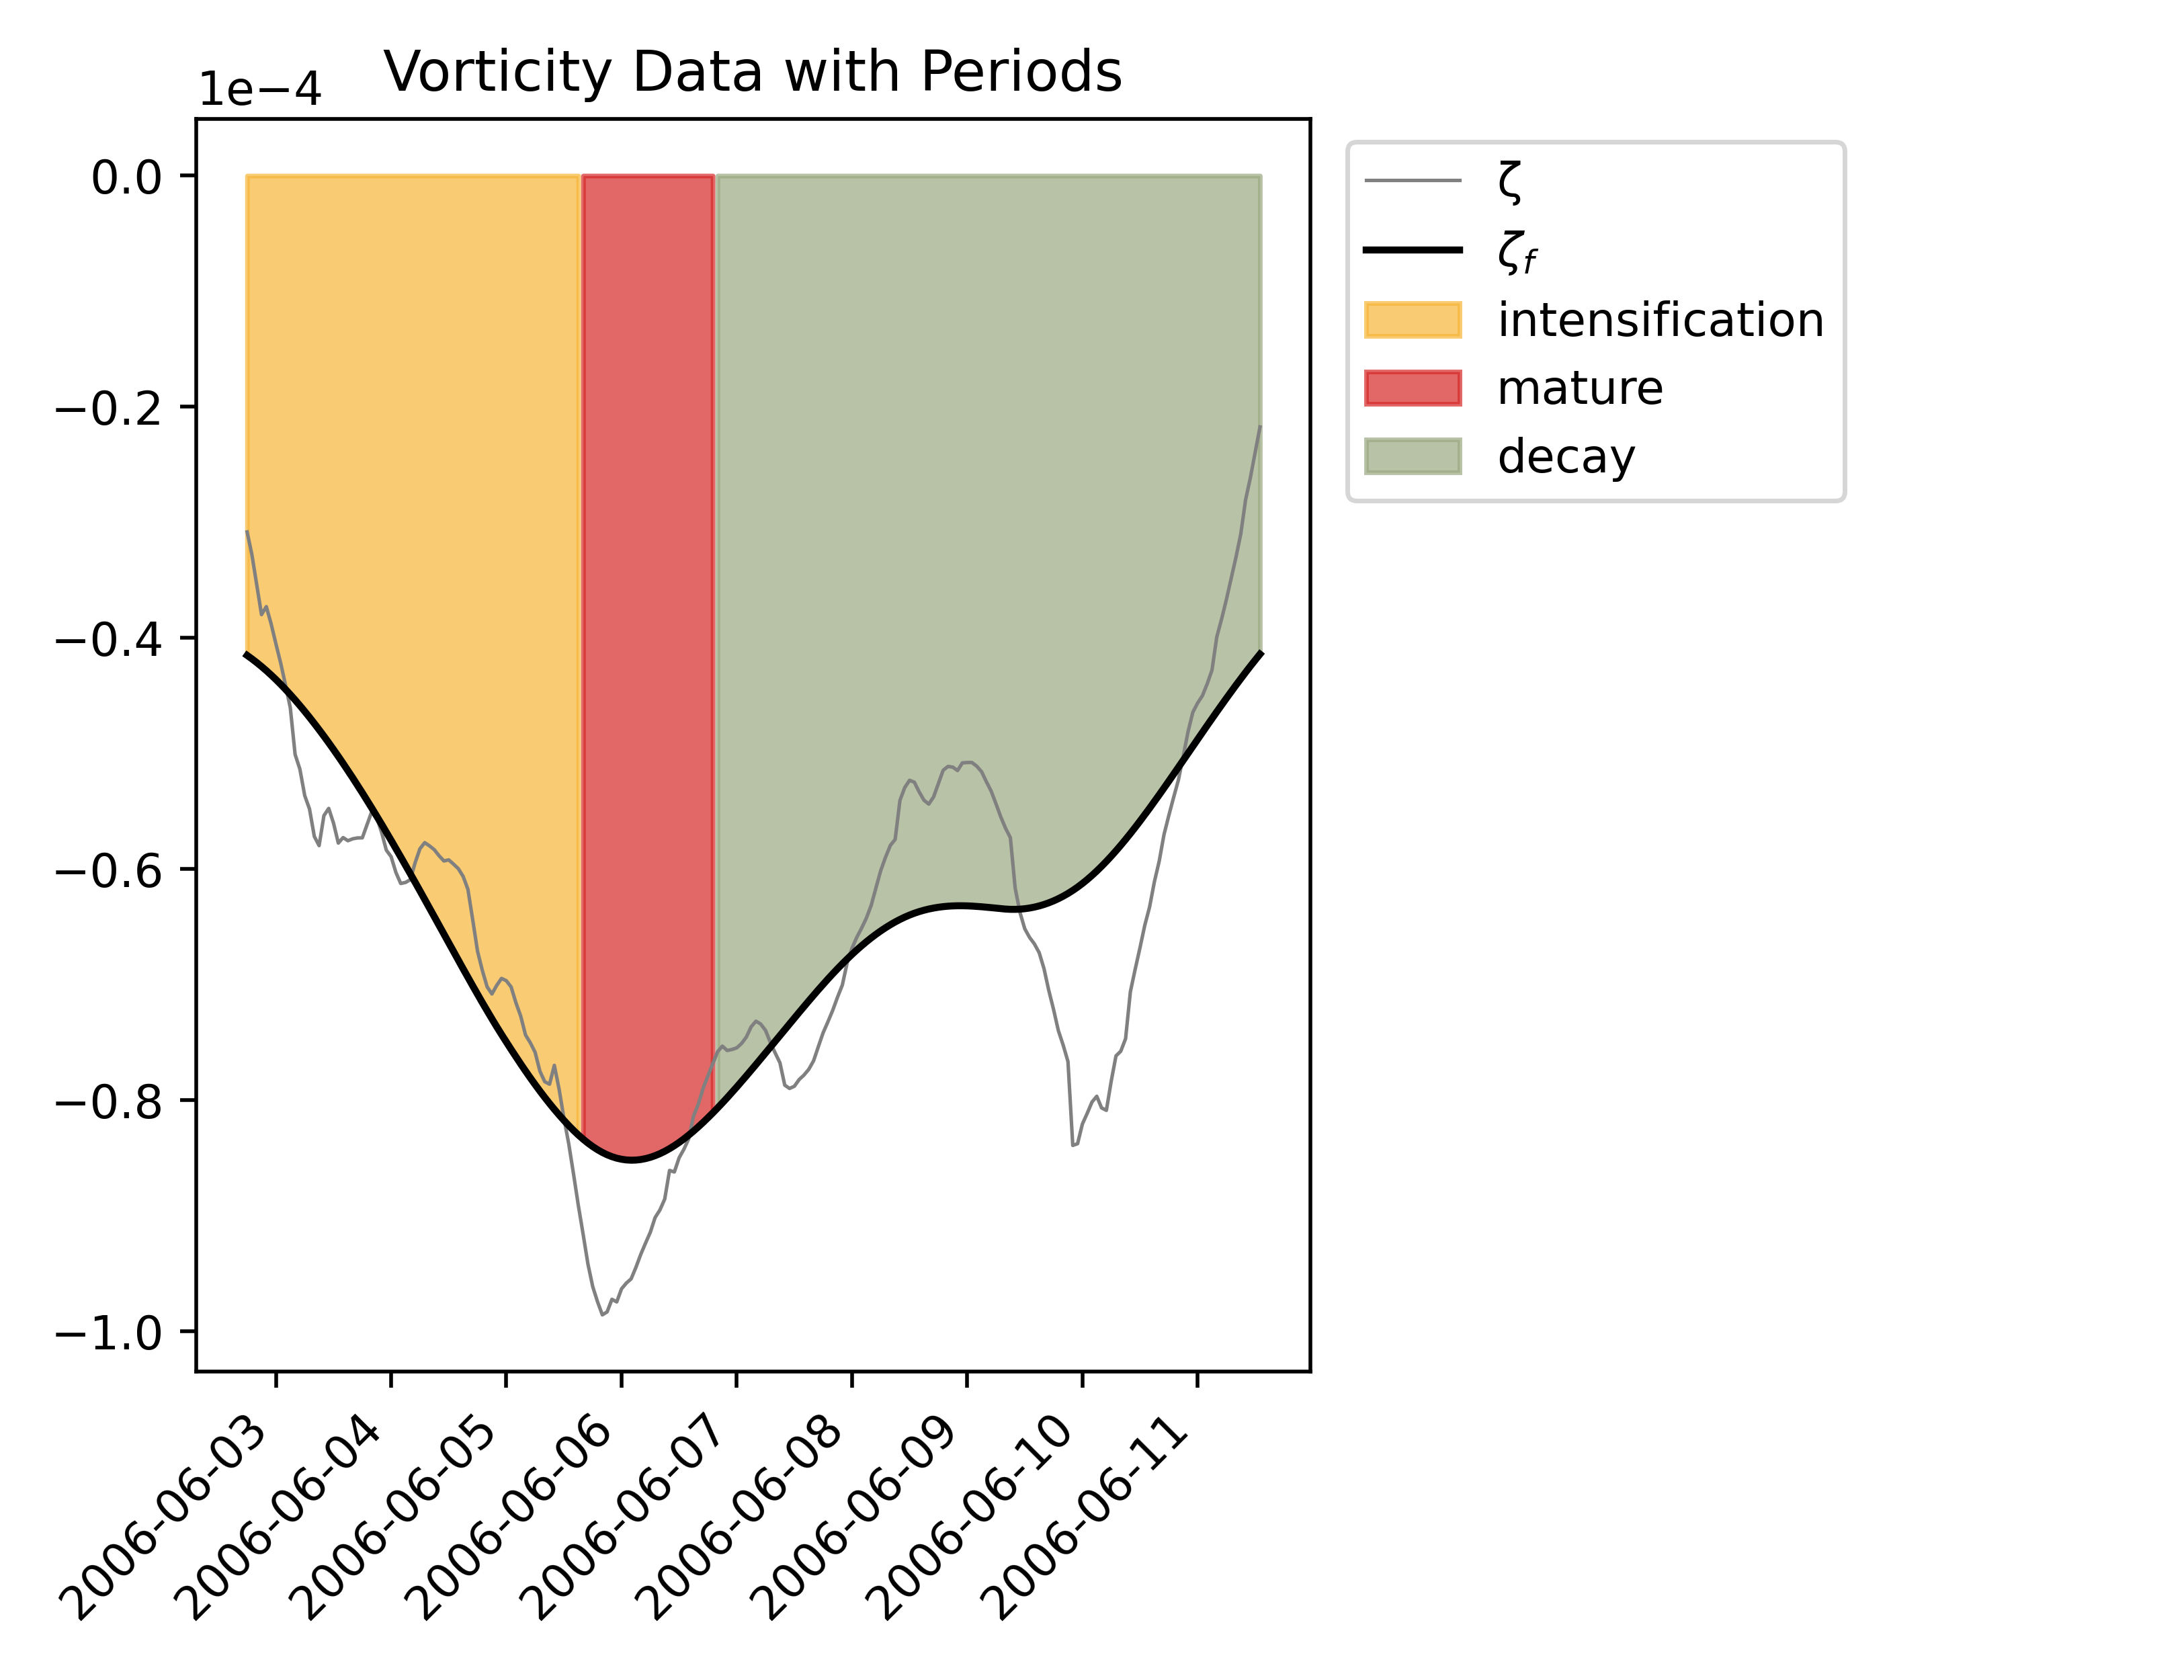 Vorticity Data with Periods
1e−4
0.0
−0.2
−0.4
−0.6
−0.8
−1.0
2006-06-03
2006-06-04
2006-06-05
2006-06-06
2006-06-07
2006-06-08
2006-06-09
2006-06-10
2006-06-11
ζ
ζf
intensification
mature
decay